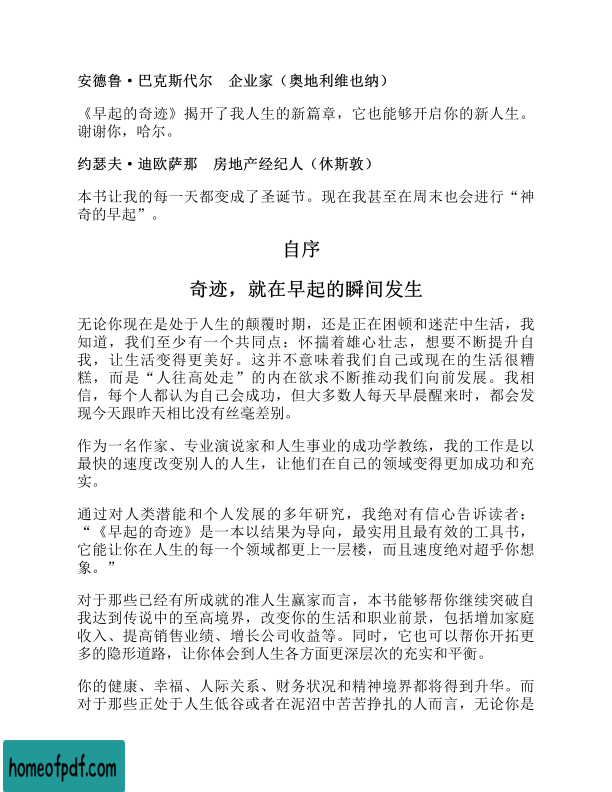 安德鲁·巴克斯代尔　企业家（奥地利维也纳）
《早起的奇迹》揭开了我人生的新篇章，它也能够开启你的新人生。
谢谢你，哈尔。
约瑟夫·迪欧萨那　房地产经纪人（休斯敦）
本书让我的每一天都变成了圣诞节。现在我甚至在周末也会进行“神
奇的早起”。
自序
奇迹，就在早起的瞬间发生
无论你现在是处于人生的颠覆时期，还是正在困顿和迷茫中生活，我
知道，我们至少有一个共同点：怀揣着雄心壮志，想要不断提升自
我，让生活变得更美好。这并不意味着我们自己或现在的生活很糟
糕，而是“人往高处走”的内在欲求不断推动我们向前发展。我相
信，每个人都认为自己会成功，但大多数人每天早晨醒来时，都会发
现今天跟昨天相比没有丝毫差别。
作为一名作家、专业演说家和人生事业的成功学教练，我的工作是以
最快的速度改变别人的人生，让他们在自己的领域变得更加成功和充
实。
通过对人类潜能和个人发展的多年研究，我绝对有信心告诉读者：
“《早起的奇迹》是一本以结果为导向，最实用且最有效的工具书，
它能让你在人生的每一个领域都更上一层楼，而且速度绝对超乎你想
象。”
对于那些已经有所成就的准人生赢家而言，本书能够帮你继续突破自
我达到传说中的至高境界，改变你的生活和职业前景，包括增加家庭
收入、提高销售业绩、增长公司收益等。同时，它也可以帮你开拓更
多的隐形道路，让你体会到人生各方面更深层次的充实和平衡。
你的健康、幸福、人际关系、财务状况和精神境界都将得到升华。而
对于那些正处于人生低谷或者在泥沼中苦苦挣扎的人而言，无论你是
homeofpdf.com